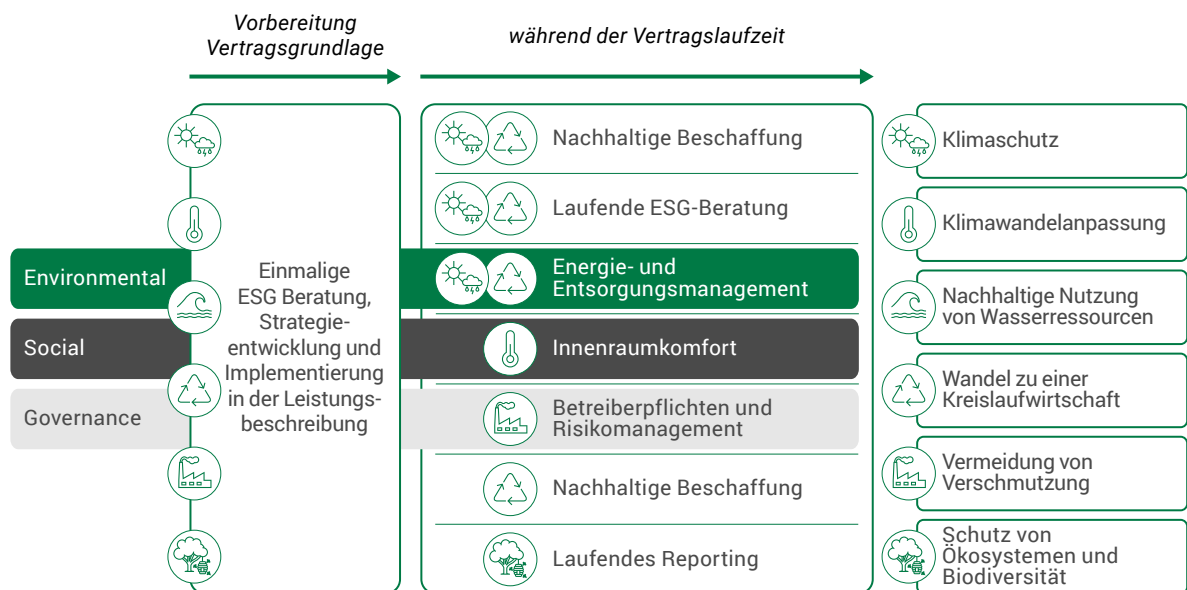 Vorbereitung
Vertragsgrundlage
während der Vertragslaufzeit
Environmental
Social
Governance
Einmalige
ESG Beratung,
Strategie-
entwicklung und
Implementierung
in der Leistungs-
beschreibung
Nachhaltige Beschaffung
Laufende ESG-Beratung
Energie- und
Entsorgungsmanagement
Innenraumkomfort
Betreiberpflichten und
Risikomanagement
Nachhaltige Beschaffung
Laufendes Reporting
Klimaschutz
Klimawandelanpassung
Nachhaltige Nutzung
von Wasserressourcen
Wandel zu einer
Kreislaufwirtschaft
Vermeidung von
Verschmutzung
Schutz von
Ökosystemen und
Biodiversität